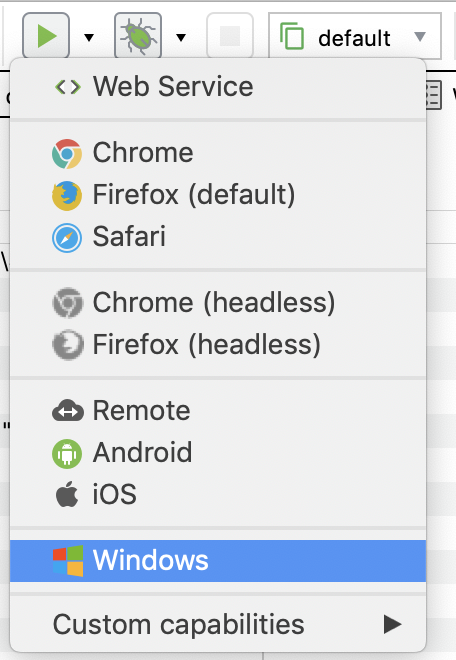 default
Web Service
Chrome
Firefox (default)
Safari
Chrome (headless)
Firefox (headless)
Remote
Android
iOS
Windows
Custom capabilities